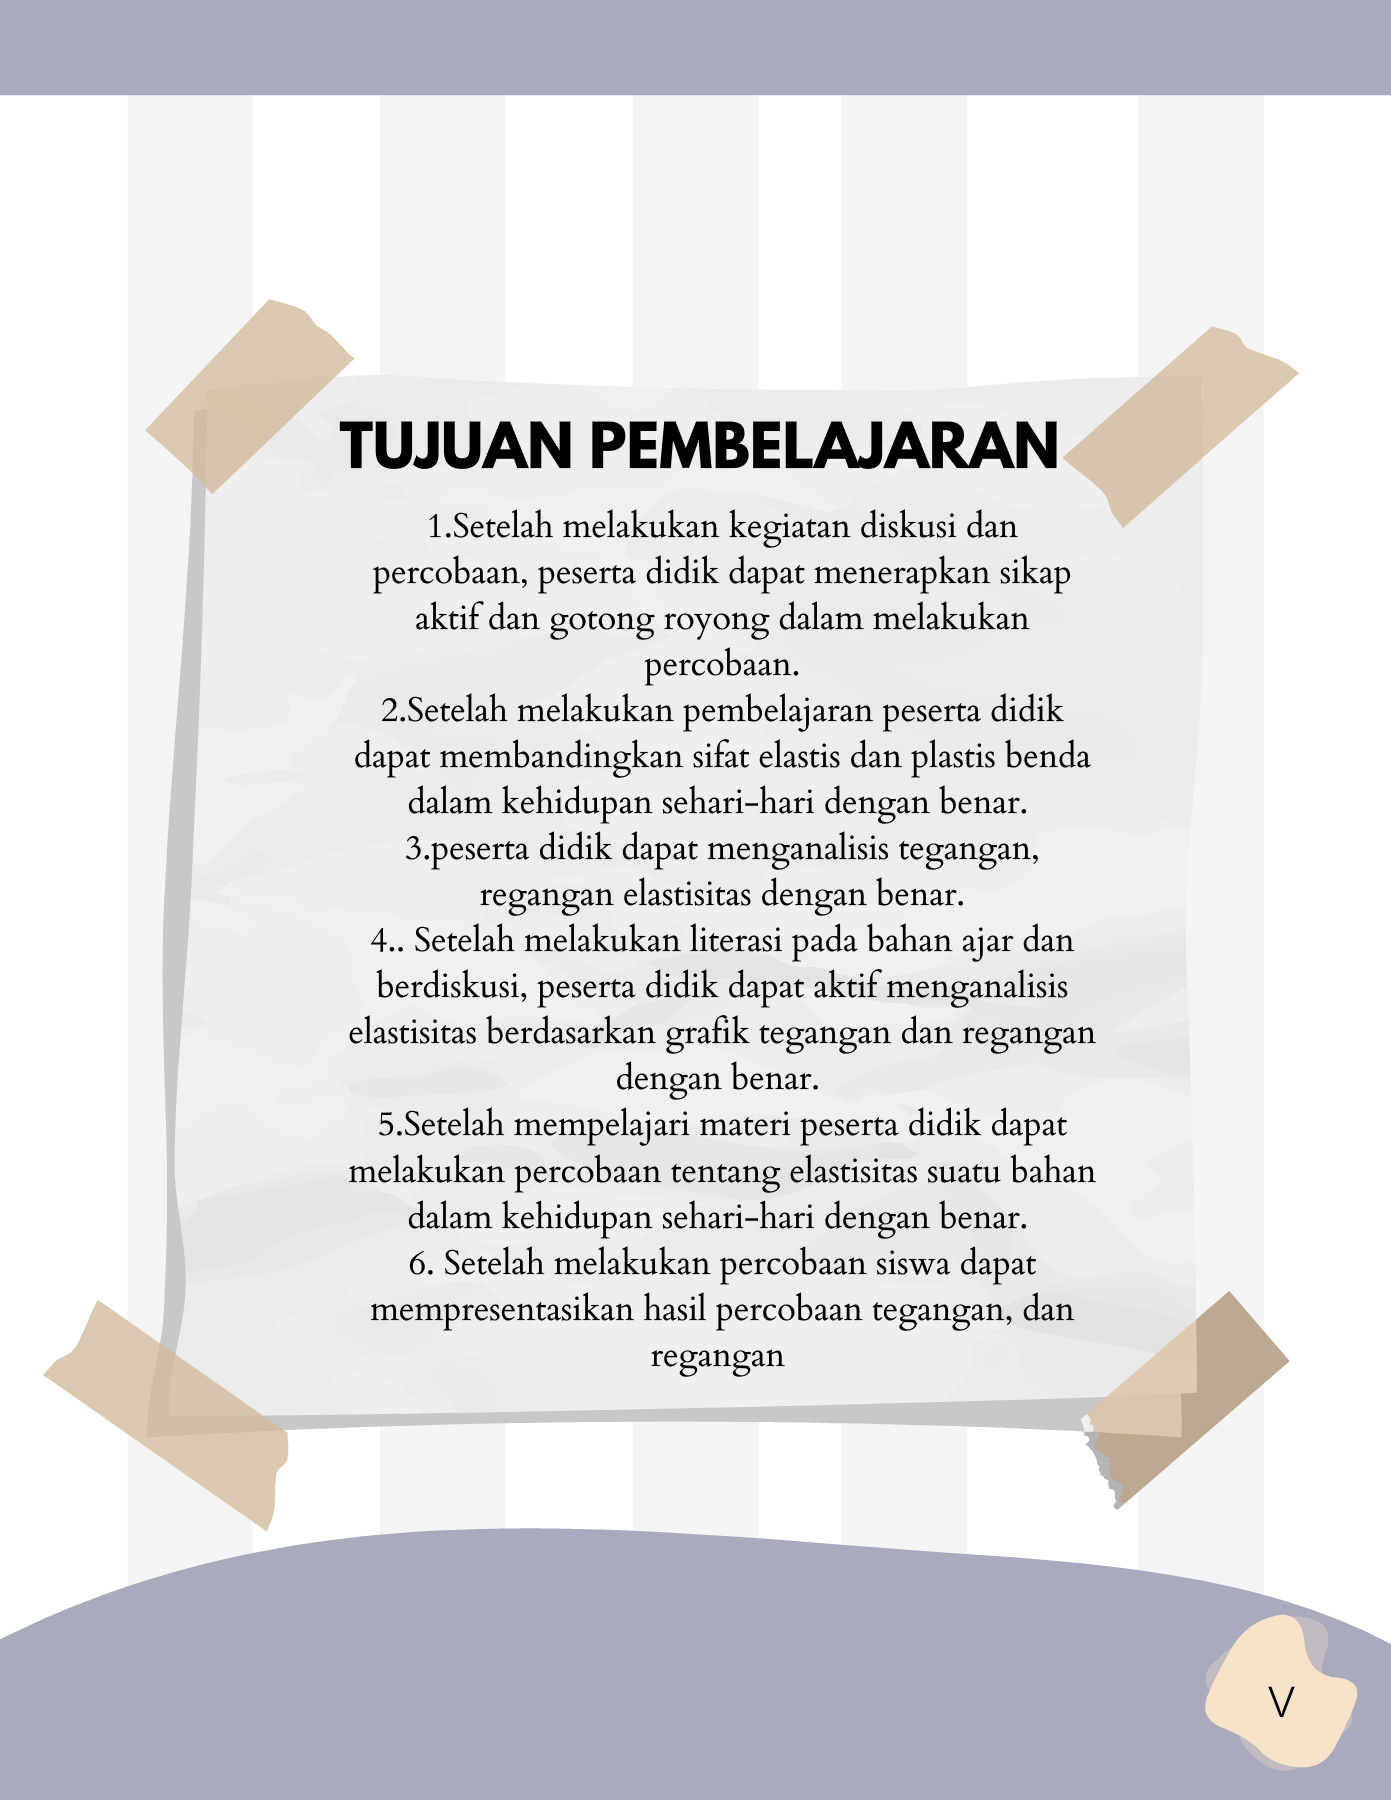 TUJUAN PEMBELAJARAN
1.Setelah melakukan kegiatan diskusi dan
percobaan, peserta didik dapat menerapkan sikap
aktif dan gotong royong dalam melakukan
percobaan.
2.Setelah melakukan pembelajaran peserta didik
dapat membandingkan sifat elastis dan plastis benda
dalam kehidupan sehari-hari dengan benar.
3.peserta didik dapat menganalisis tegangan,
regangan elastisitas dengan benar.
4.. Setelah melakukan literasi pada bahan ajar dan
berdiskusi, peserta didik dapat aktif menganalisis
elastisitas berdasarkan grafik tegangan dan regangan
dengan benar.
5.Setelah mempelajari materi peserta didik dapat
melakukan percobaan tentang elastisitas suatu bahan
dalam kehidupan sehari-hari dengan benar.
6. Setelah melakukan percobaan siswa dapat
mempresentasikan hasil percobaan tegangan, dan
regangan
V